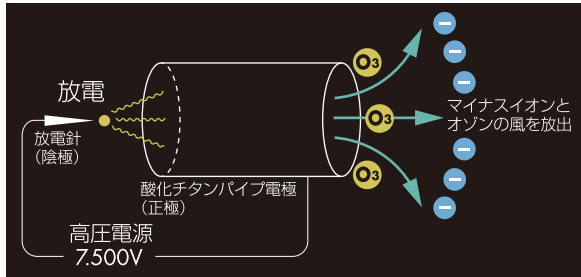 放電
放電針
(陰極)
O3
O3
O3
マイナスイオンと
オゾンの風を放出
酸化チタンパイプ電極
(正極)
高圧電源
7.500V